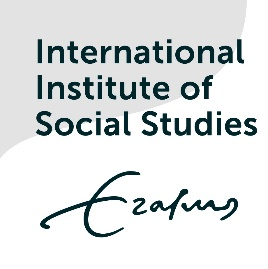 International
Institute of
Social Studies
Erasmus